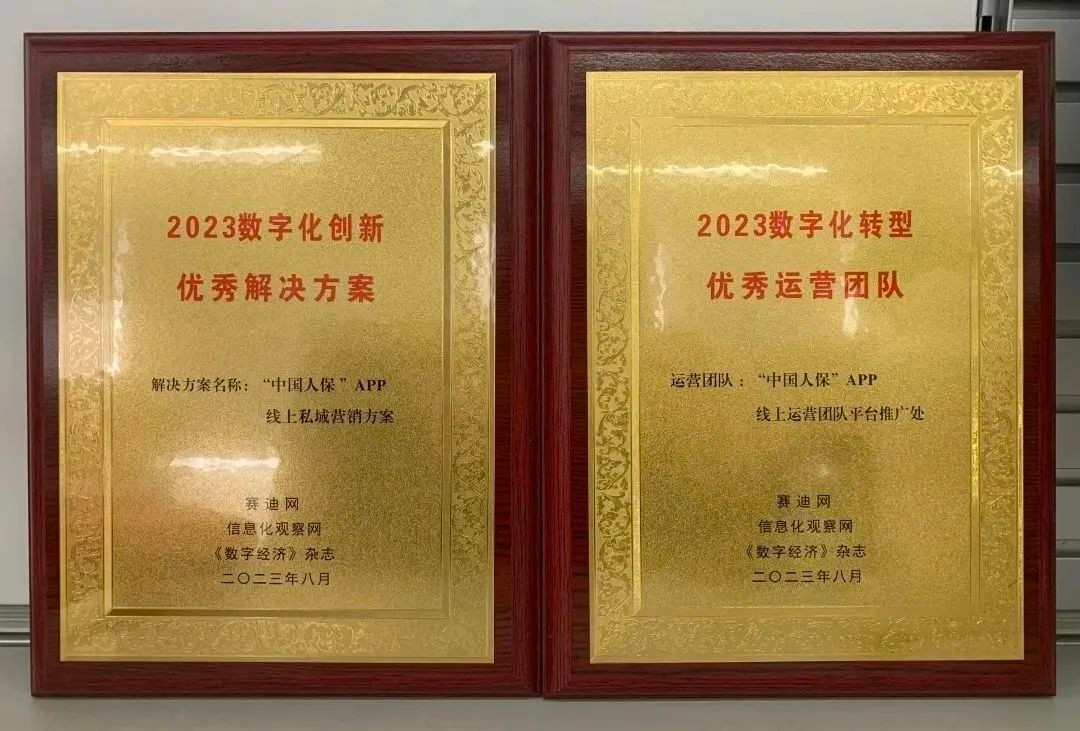 2023数字化创新
优秀解决方案
解决方案名称：“中国人保”APP
线上私域营销方案
赛迪网
信息化观察网
《数字经济》杂志
二〇二三年八月
2023数字化转型
优秀运营团队
运营团队：“中国人保”APP
线上运营团队平台推广处
赛迪网
信息化观察网
《数字经济》杂志
二〇二三年八月